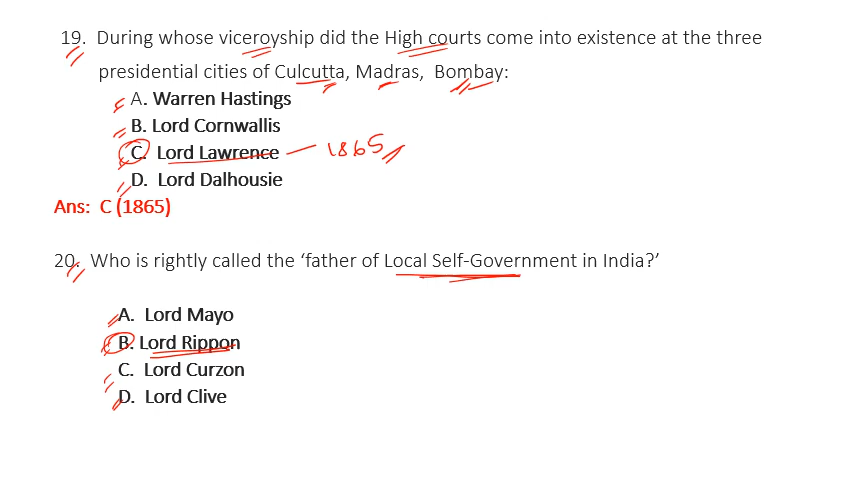 19. During whose viceroyship did the High courts come into existence at the three
presidential cities of Culcutta, Madras, Bombay:
A. Warren Hastings
B. Lord Cornwallis
C. Lord Lawrence — 1865
D. Lord Dalhousie
Ans: C (1865)
20. Who is rightly called the ‘father of Local Self-Government in India?’
A. Lord Mayo
B. Lord Rippon
C. Lord Curzon
D. Lord Clive